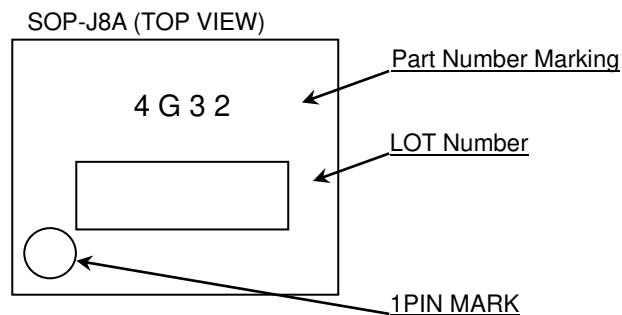 SOP-J8A (TOP VIEW)
Part Number Marking
4 G 3 2
LOT Number
1PIN MARK